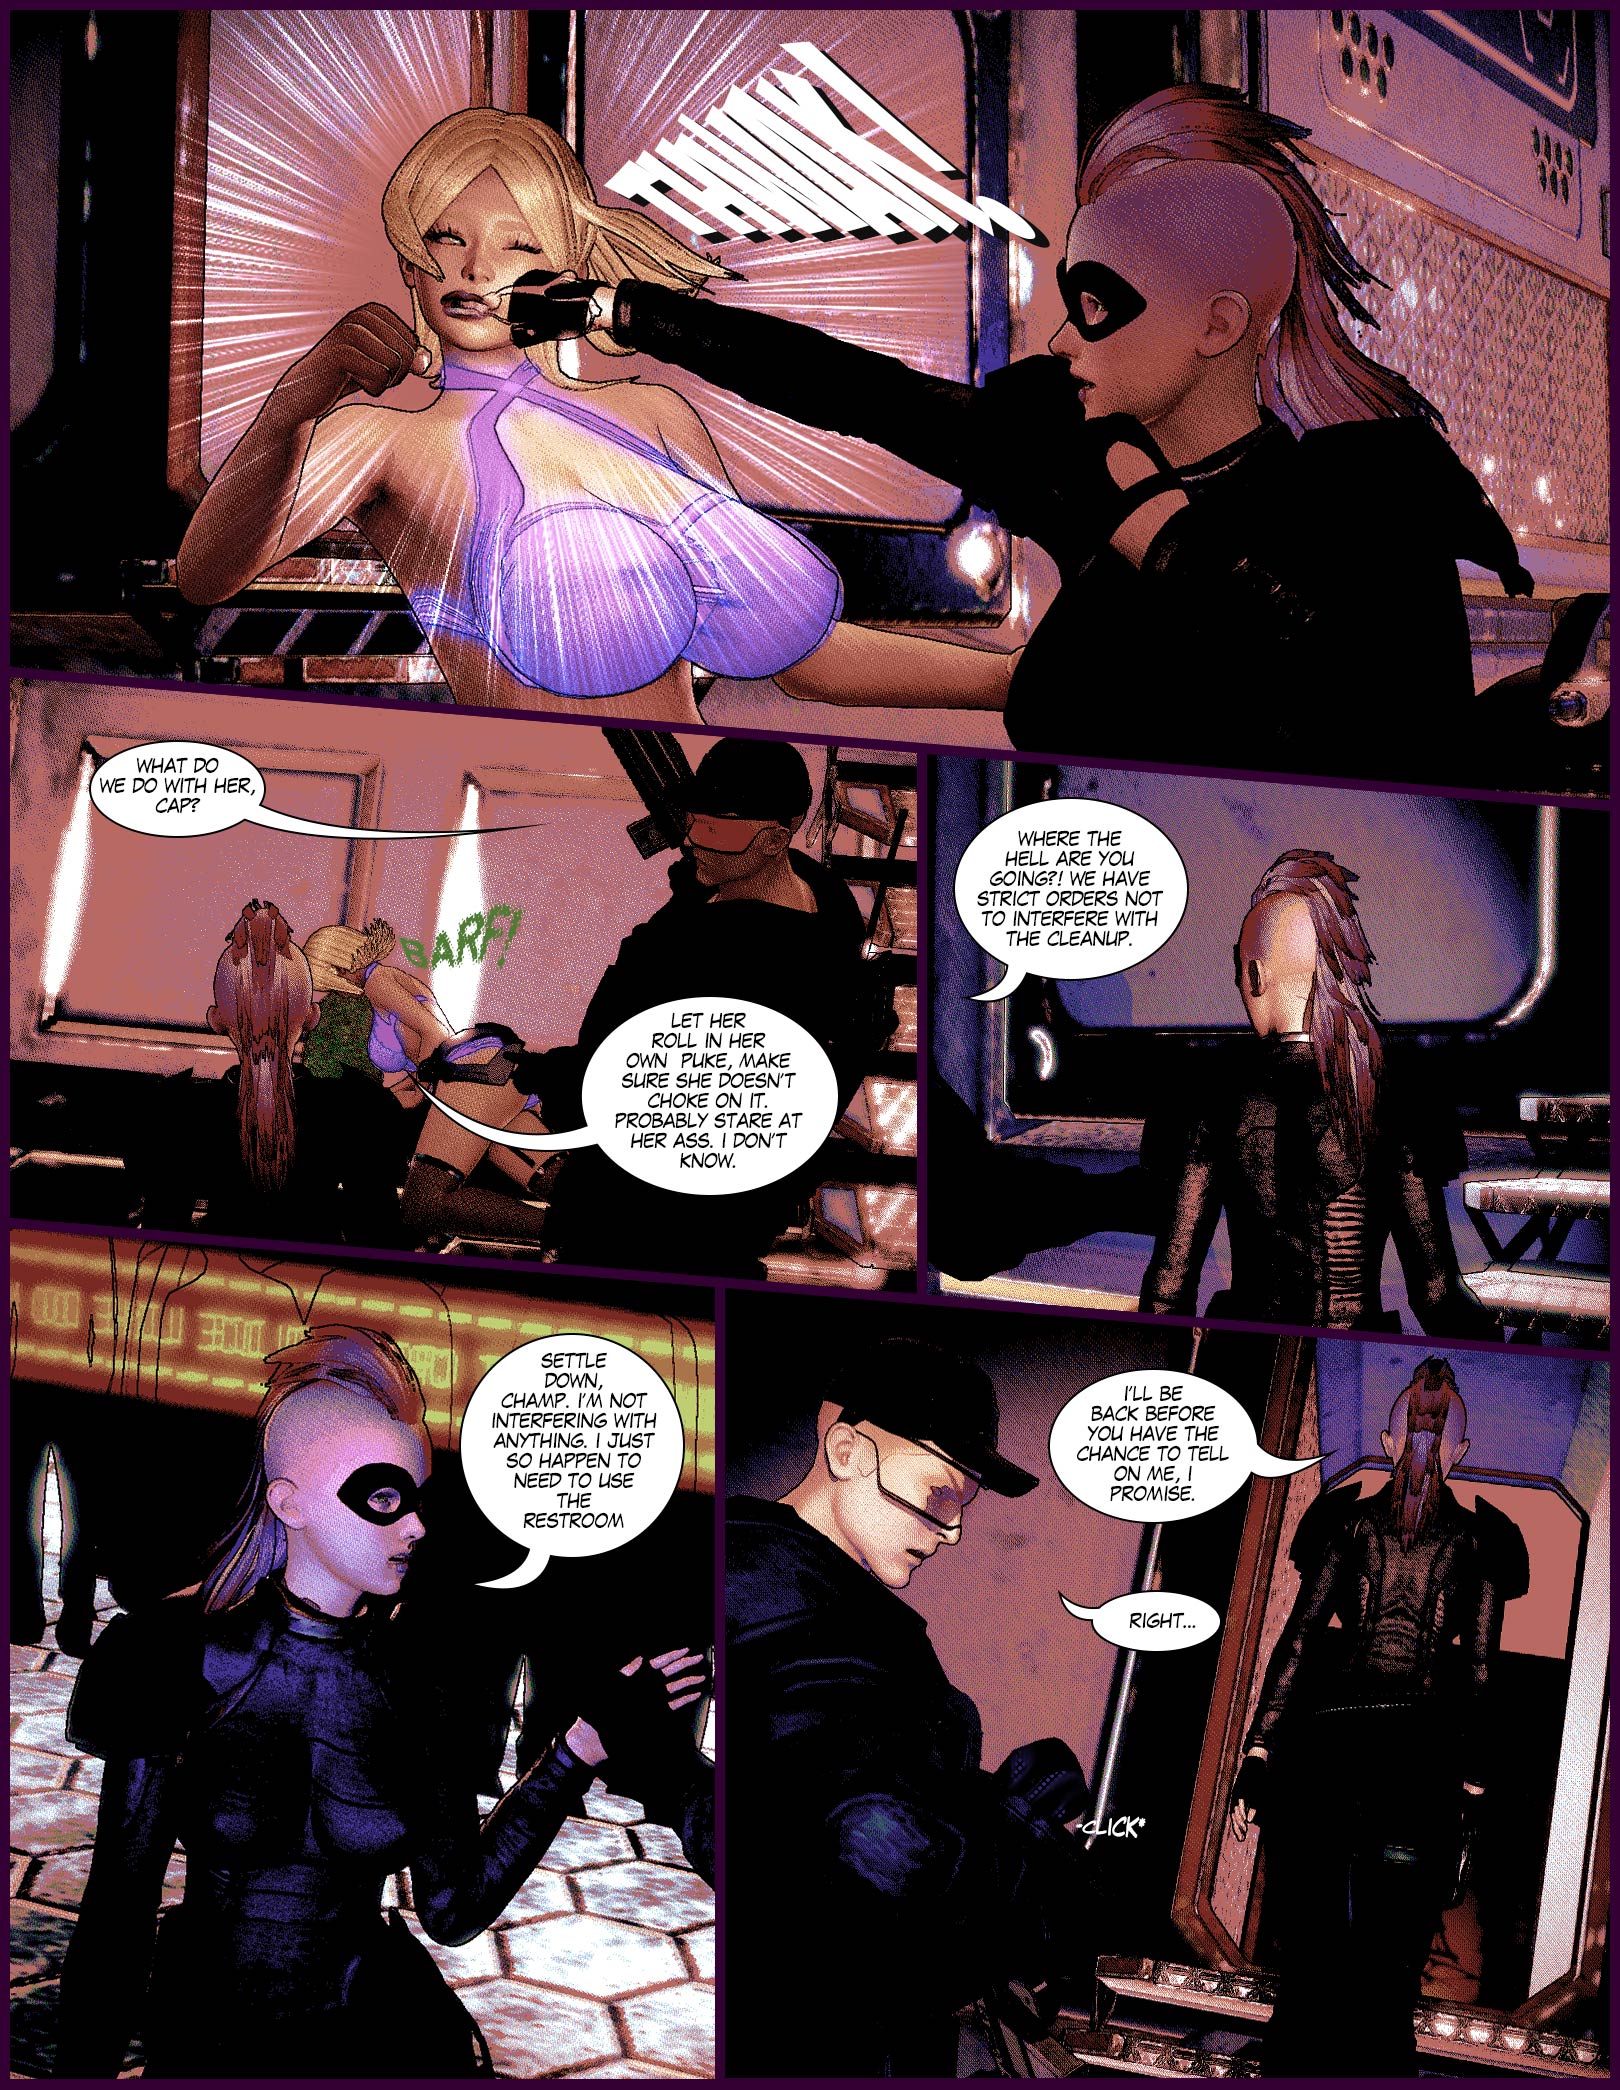 THWAK!
WHAT DO
WE DO WITH HER,
CAP?
BARF!
LET HER
ROLL IN HER
OWN PUKE, MAKE
SURE SHE DOESN'T
CHOKE ON IT.
PROBABLY STARE AT
HER ASS. I DON'T
KNOW.
WHERE THE
HELL ARE YOU
GOING?! WE HAVE
STRICT ORDERS NOT
TO INTERFERE WITH
THE CLEANUP.
SETTLE
DOWN,
CHAMP. I'M NOT
INTERFERING WITH
ANYTHING. I JUST
SO HAPPEN TO
NEED TO USE
THE
RESTROOM
I'LL BE
BACK BEFORE
YOU HAVE THE
CHANCE TO TELL
ON ME, I
PROMISE.
RIGHT...
*CLICK*